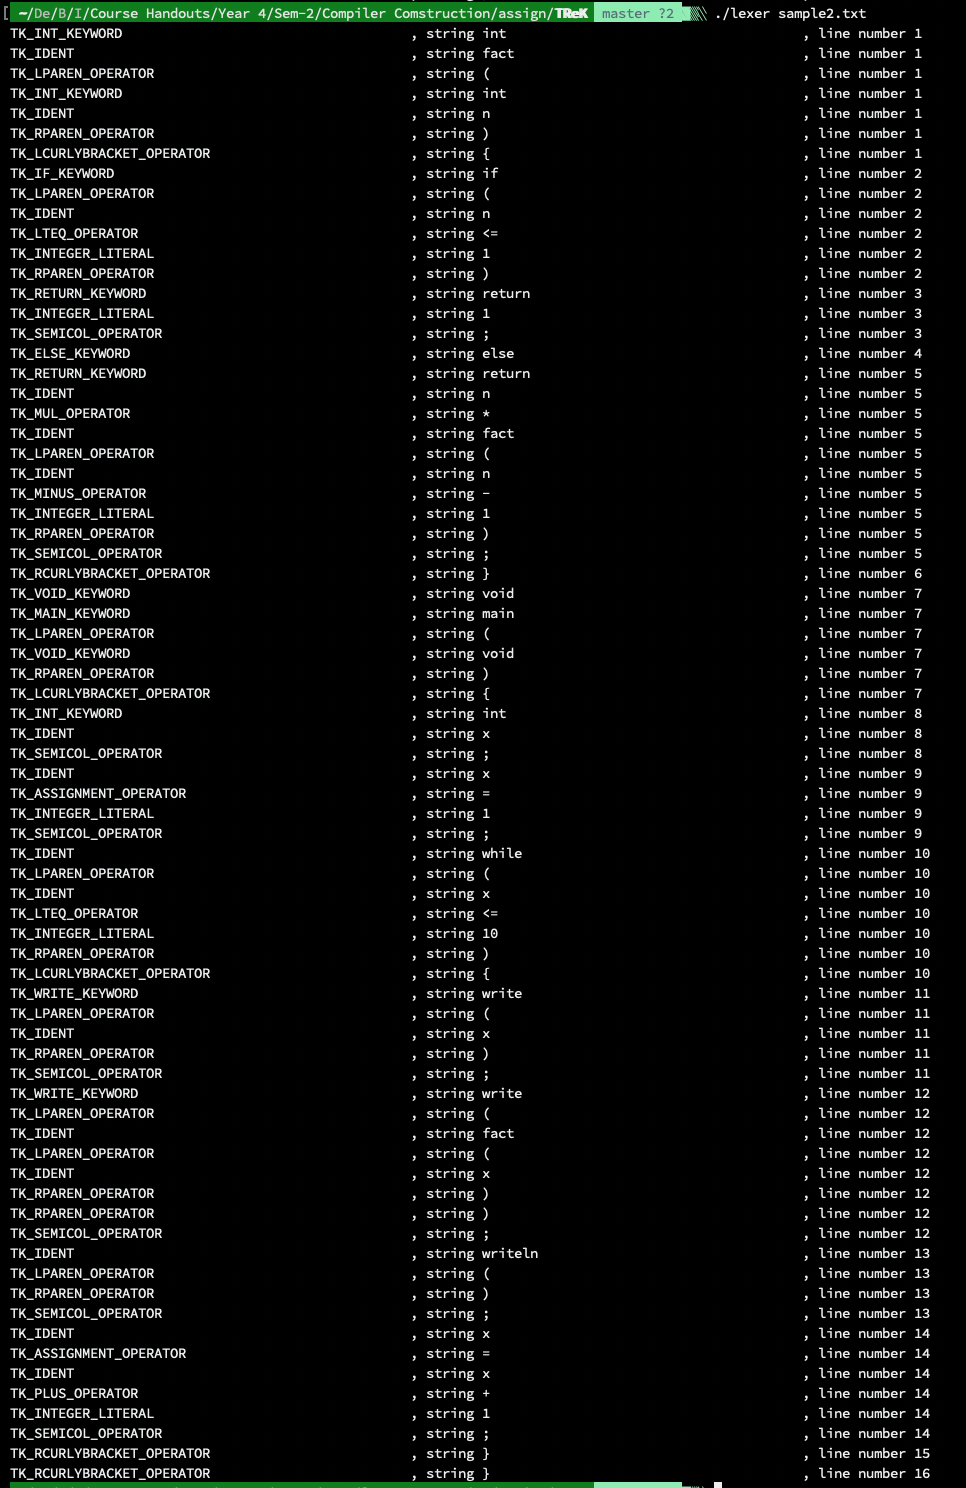 ~/De/B/I/Course Handouts/Year 4/Sem-2/Compiler Comstruction/assign/TReK master ?2 ./lexer sample2.txt
TK_INT_KEYWORD , string int , line number 1
TK_IDENT , string fact , line number 1
TK_LPAREN_OPERATOR , string ( , line number 1
TK_INT_KEYWORD , string int , line number 1
TK_IDENT , string n , line number 1
TK_RPAREN_OPERATOR , string ) , line number 1
TK_LCURLYBRACKET_OPERATOR , string { , line number 1
TK_IF_KEYWORD , string if , line number 2
TK_LPAREN_OPERATOR , string ( , line number 2
TK_IDENT , string n , line number 2
TK_LTEQ_OPERATOR , string <= , line number 2
TK_INTEGER_LITERAL , string 1 , line number 2
TK_RPAREN_OPERATOR , string ) , line number 2
TK_RETURN_KEYWORD , string return , line number 3
TK_INTEGER_LITERAL , string 1 , line number 3
TK_SEMICOL_OPERATOR , string ; , line number 3
TK_ELSE_KEYWORD , string else , line number 4
TK_RETURN_KEYWORD , string return , line number 5
TK_IDENT , string n , line number 5
TK_MUL_OPERATOR , string * , line number 5
TK_IDENT , string fact , line number 5
TK_LPAREN_OPERATOR , string ( , line number 5
TK_IDENT , string n , line number 5
TK_MINUS_OPERATOR , string - , line number 5
TK_INTEGER_LITERAL , string 1 , line number 5
TK_RPAREN_OPERATOR , string ) , line number 5
TK_SEMICOL_OPERATOR , string ; , line number 5
TK_RCURLYBRACKET_OPERATOR , string } , line number 6
TK_VOID_KEYWORD , string void , line number 7
TK_MAIN_KEYWORD , string main , line number 7
TK_LPAREN_OPERATOR , string ( , line number 7
TK_VOID_KEYWORD , string void , line number 7
TK_RPAREN_OPERATOR , string ) , line number 7
TK_LCURLYBRACKET_OPERATOR , string { , line number 7
TK_INT_KEYWORD , string int , line number 8
TK_IDENT , string x , line number 8
TK_SEMICOL_OPERATOR , string ; , line number 8
TK_IDENT , string x , line number 9
TK_ASSIGNMENT_OPERATOR , string = , line number 9
TK_INTEGER_LITERAL , string 1 , line number 9
TK_SEMICOL_OPERATOR , string ; , line number 9
TK_IDENT , string while , line number 10
TK_LPAREN_OPERATOR , string ( , line number 10
TK_IDENT , string x , line number 10
TK_LTEQ_OPERATOR , string <= , line number 10
TK_INTEGER_LITERAL , string 10 , line number 10
TK_RPAREN_OPERATOR , string ) , line number 10
TK_LCURLYBRACKET_OPERATOR , string { , line number 10
TK_WRITE_KEYWORD , string write , line number 11
TK_LPAREN_OPERATOR , string ( , line number 11
TK_IDENT , string x , line number 11
TK_RPAREN_OPERATOR , string ) , line number 11
TK_SEMICOL_OPERATOR , string ; , line number 11
TK_WRITE_KEYWORD , string write , line number 12
TK_LPAREN_OPERATOR , string ( , line number 12
TK_IDENT , string fact , line number 12
TK_LPAREN_OPERATOR , string ( , line number 12
TK_IDENT , string x , line number 12
TK_RPAREN_OPERATOR , string ) , line number 12
TK_RPAREN_OPERATOR , string ) , line number 12
TK_SEMICOL_OPERATOR , string ; , line number 12
TK_IDENT , string writeln , line number 13
TK_LPAREN_OPERATOR , string ( , line number 13
TK_RPAREN_OPERATOR , string ) , line number 13
TK_SEMICOL_OPERATOR , string ; , line number 13
TK_IDENT , string x , line number 14
TK_ASSIGNMENT_OPERATOR , string = , line number 14
TK_IDENT , string x , line number 14
TK_PLUS_OPERATOR , string + , line number 14
TK_INTEGER_LITERAL , string 1 , line number 14
TK_SEMICOL_OPERATOR , string ; , line number 14
TK_RCURLYBRACKET_OPERATOR , string } , line number 15
TK_RCURLYBRACKET_OPERATOR , string } , line number 16